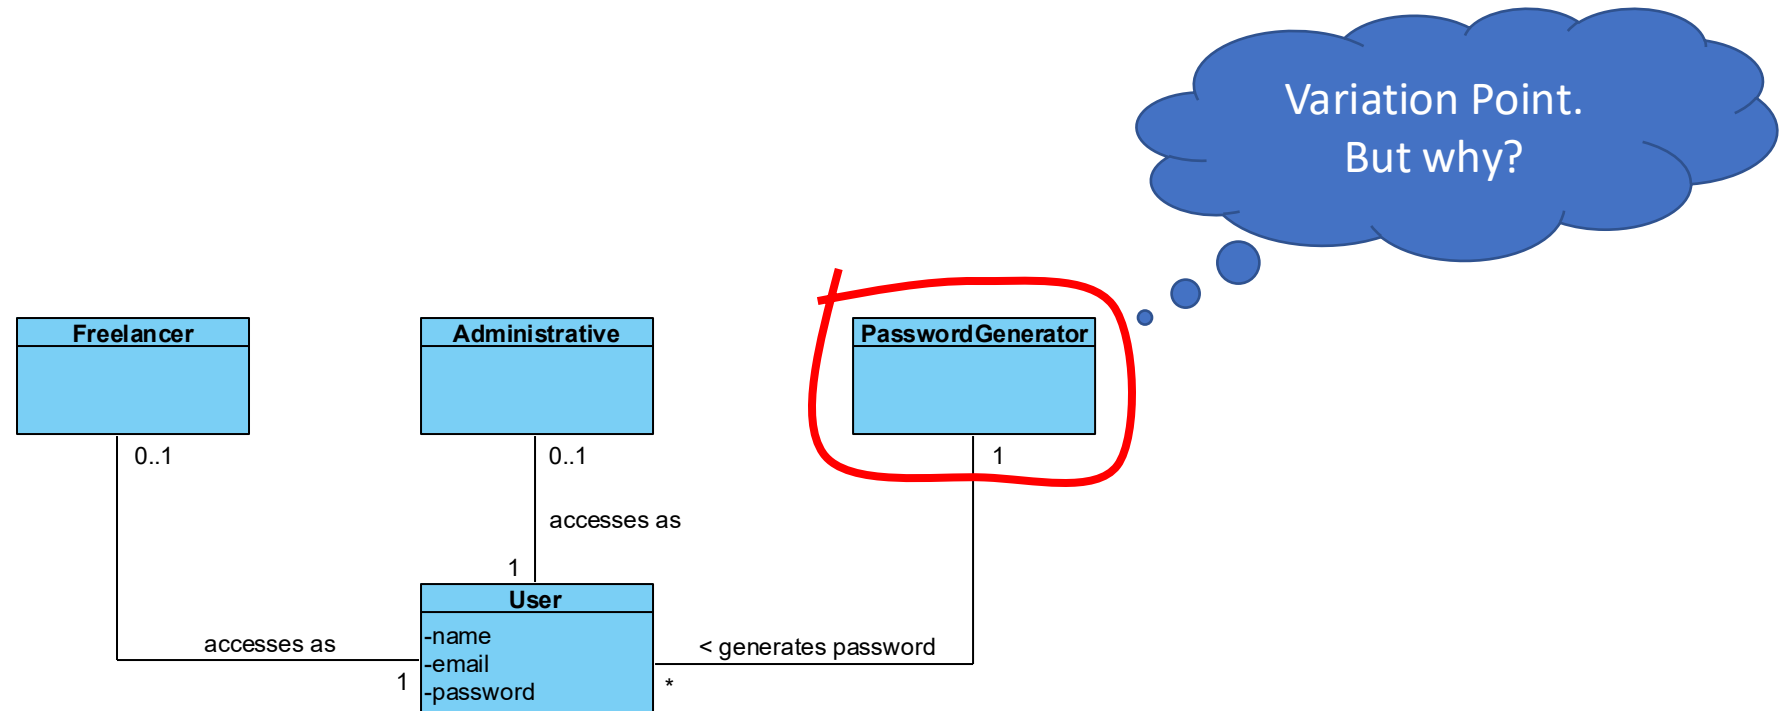 Variation Point.
But why?
Freelancer
Administrative
PasswordGenerator
0..1
0..1
1
accesses as
1
User
-name
-email
-password
accesses as
1
< generates password
*